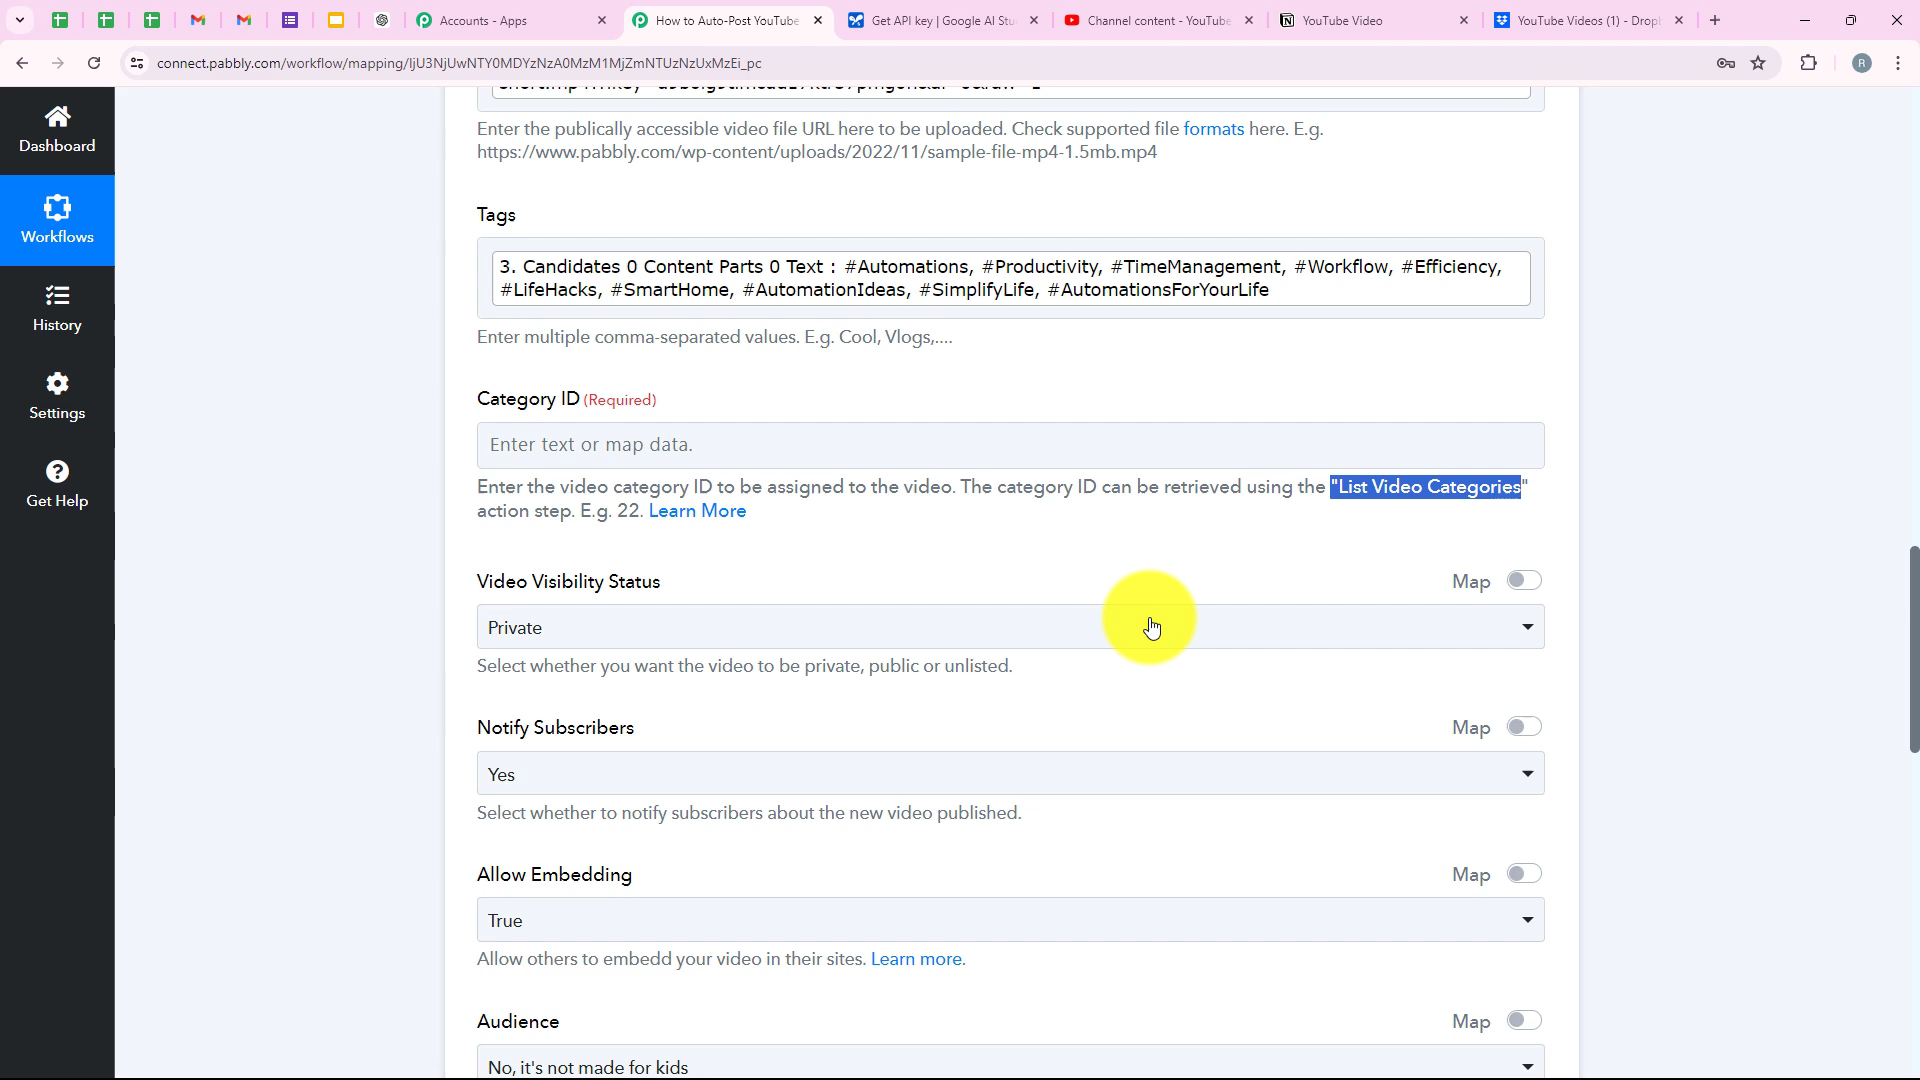 Accounts - Apps
How to Auto-Post YouTube
Get API key | Google AI Stu
Channel content - YouTube
YouTube Video
YouTube Videos (1) - Drop
connect.pabbly.com/workflow/mapping/IjU3NjUwNTY0MDYzNzA0MzM1MjZmNTUzNzUxMzEi_pc
R
Dashboard
Workflows
History
Settings
Get Help
Enter the publically accessible video file URL here to be uploaded. Check supported file formats here. E.g.
https://www.pabbly.com/wp-content/uploads/2022/11/sample-file-mp4-1.5mb.mp4
Tags
3. Candidates 0 Content Parts 0 Text : #Automations, #Productivity, #TimeManagement, #Workflow, #Efficiency,
#LifeHacks, #SmartHome, #AutomationIdeas, #SimplifyLife, #AutomationsForYourLife
Enter multiple comma-separated values. E.g. Cool, Vlogs,....
Category ID (Required)
Enter text or map data.
Enter the video category ID to be assigned to the video. The category ID can be retrieved using the "List Video Categories"
action step. E.g. 22. Learn More
Video Visibility Status
Map
Private
Select whether you want the video to be private, public or unlisted.
Notify Subscribers
Map
Yes
Select whether to notify subscribers about the new video published.
Allow Embedding
Map
True
Allow others to embedd your video in their sites. Learn more.
Audience
Map
No, it's not made for kids